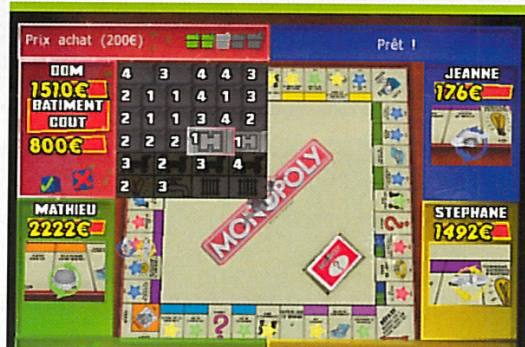 Prix achat (200€)
Prêt !
DOM
1510€
BATIMENT
COUT
800€
4 3 4 4 3
2 1 1 4 1 3
2 1 1 3 4 2
2 2 2 1 1
3 2 3 4
2 3
JEANNE
176€
MATHIEU
2222€
STEPHANE
1492€
MONOPOLY
?
?
?